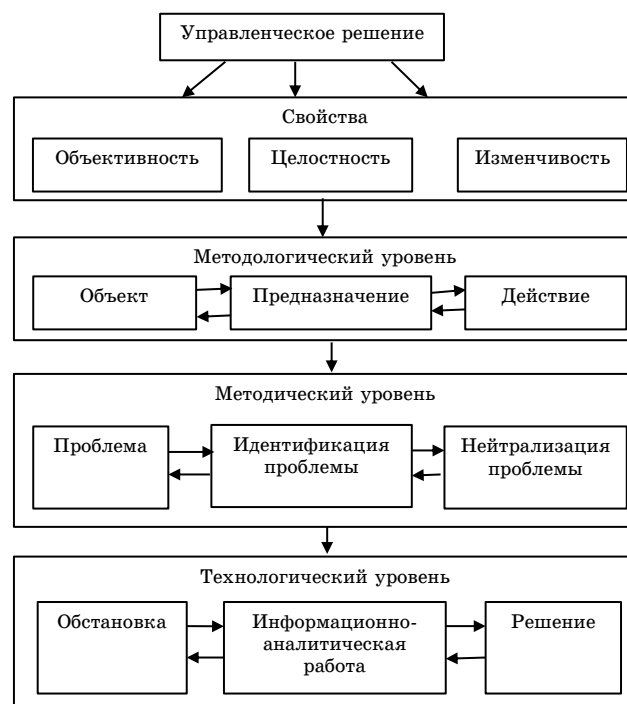 Управленческое решение
Свойства
Объективность
Целостность
Изменчивость
Методологический уровень
Объект
Предназначение
Действие
Методический уровень
Проблема
Идентификация
проблемы
Нейтрализация
проблемы
Технологический уровень
Обстановка
Информационно-
аналитическая
работа
Решение